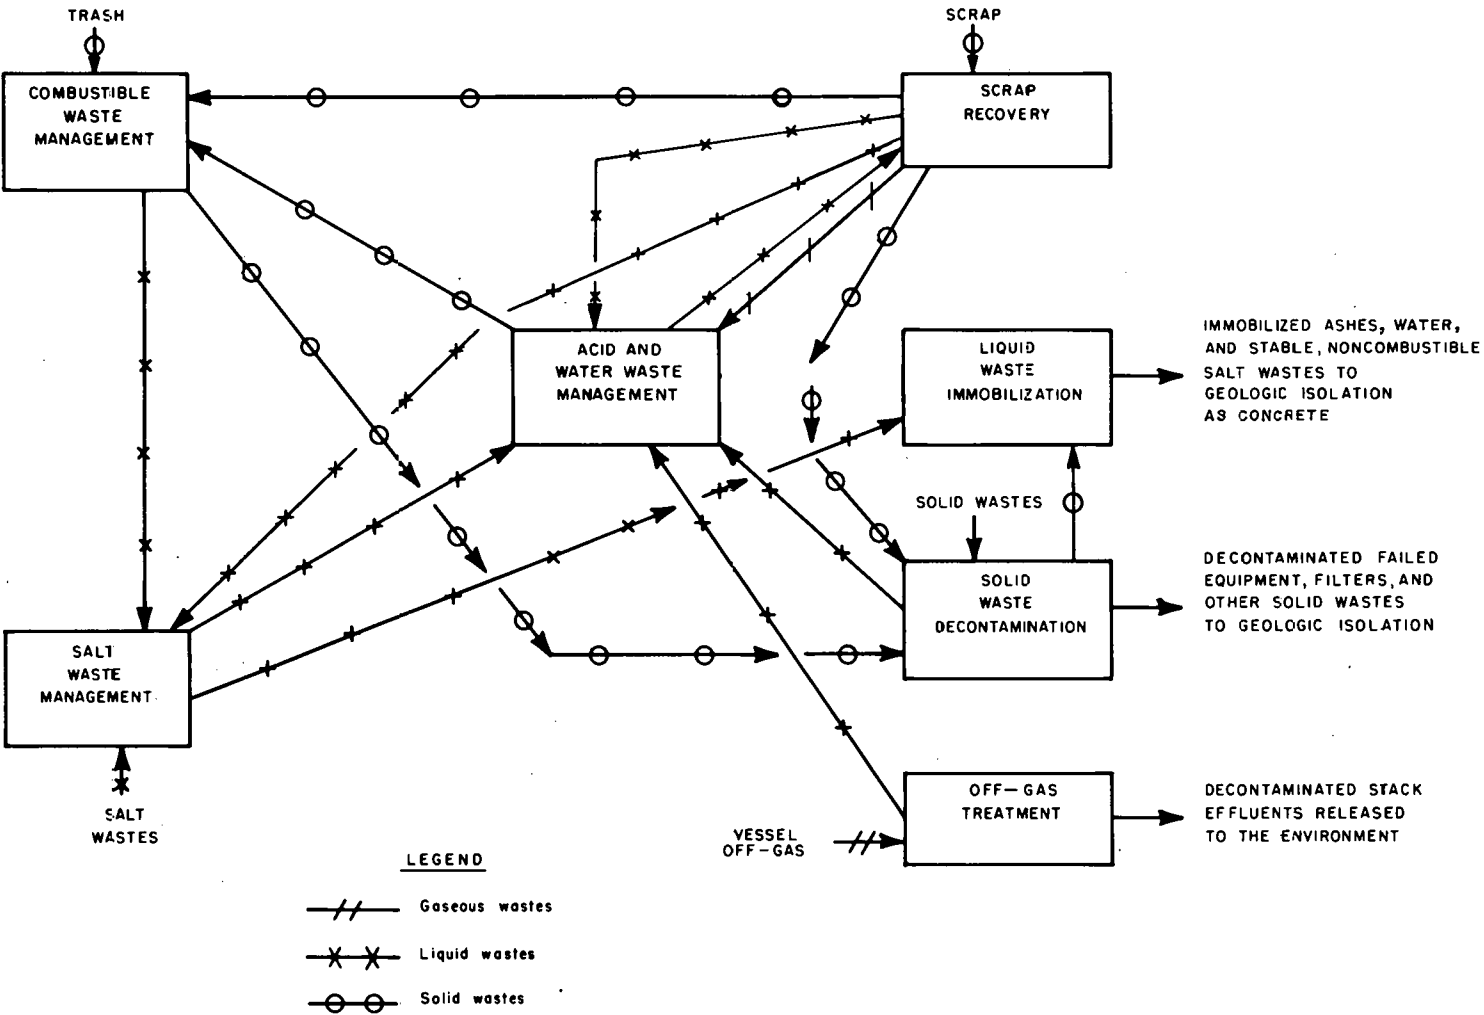 TRASH
SCRAP
COMBUSTIBLE
WASTE
MANAGEMENT
SCRAP
RECOVERY
ACID AND
WATER WASTE
MANAGEMENT
LIQUID
WASTE
IMMOBILIZATION
IMMOBILIZED ASHES, WATER,
AND STABLE, NONCOMBUSTIBLE
SALT WASTES TO
GEOLOGIC ISOLATION
AS CONCRETE
SOLID WASTES
SOLID
WASTE
DECONTAMINATION
DECONTAMINATED FAILED
EQUIPMENT, FILTERS, AND
OTHER SOLID WASTES
TO GEOLOGIC ISOLATION
SALT
WASTE
MANAGEMENT
SALT
WASTES
OFF-GAS
TREATMENT
VESSEL
OFF-GAS
DECONTAMINATED STACK
EFFLUENTS RELEASED
TO THE ENVIRONMENT
LEGEND
Gaseous wastes
Liquid wastes
Solid wastes